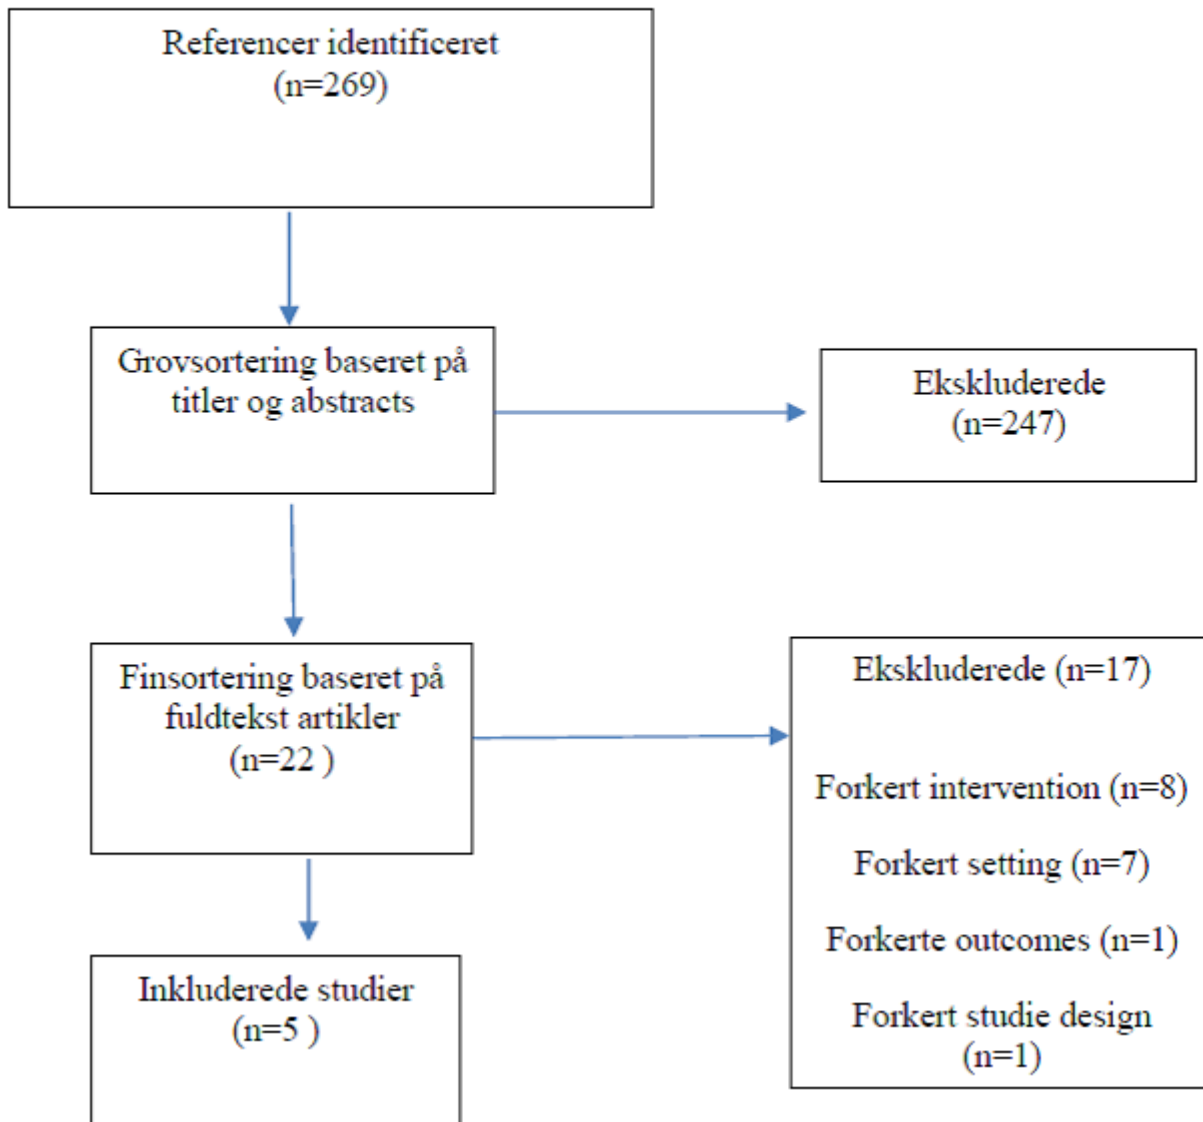 Referencer identificeret
(n=269)
Grovsortering baseret på
titler og abstracts
Ekskluderede
(n=247)
Finsortering baseret på
fuldtekst artikler
(n=22 )
Ekskluderede (n=17)
Forkert intervention (n=8)
Forkert setting (n=7)
Forkerte outcomes (n=1)
Forkert studie design
(n=1)
Inkluderede studier
(n=5 )